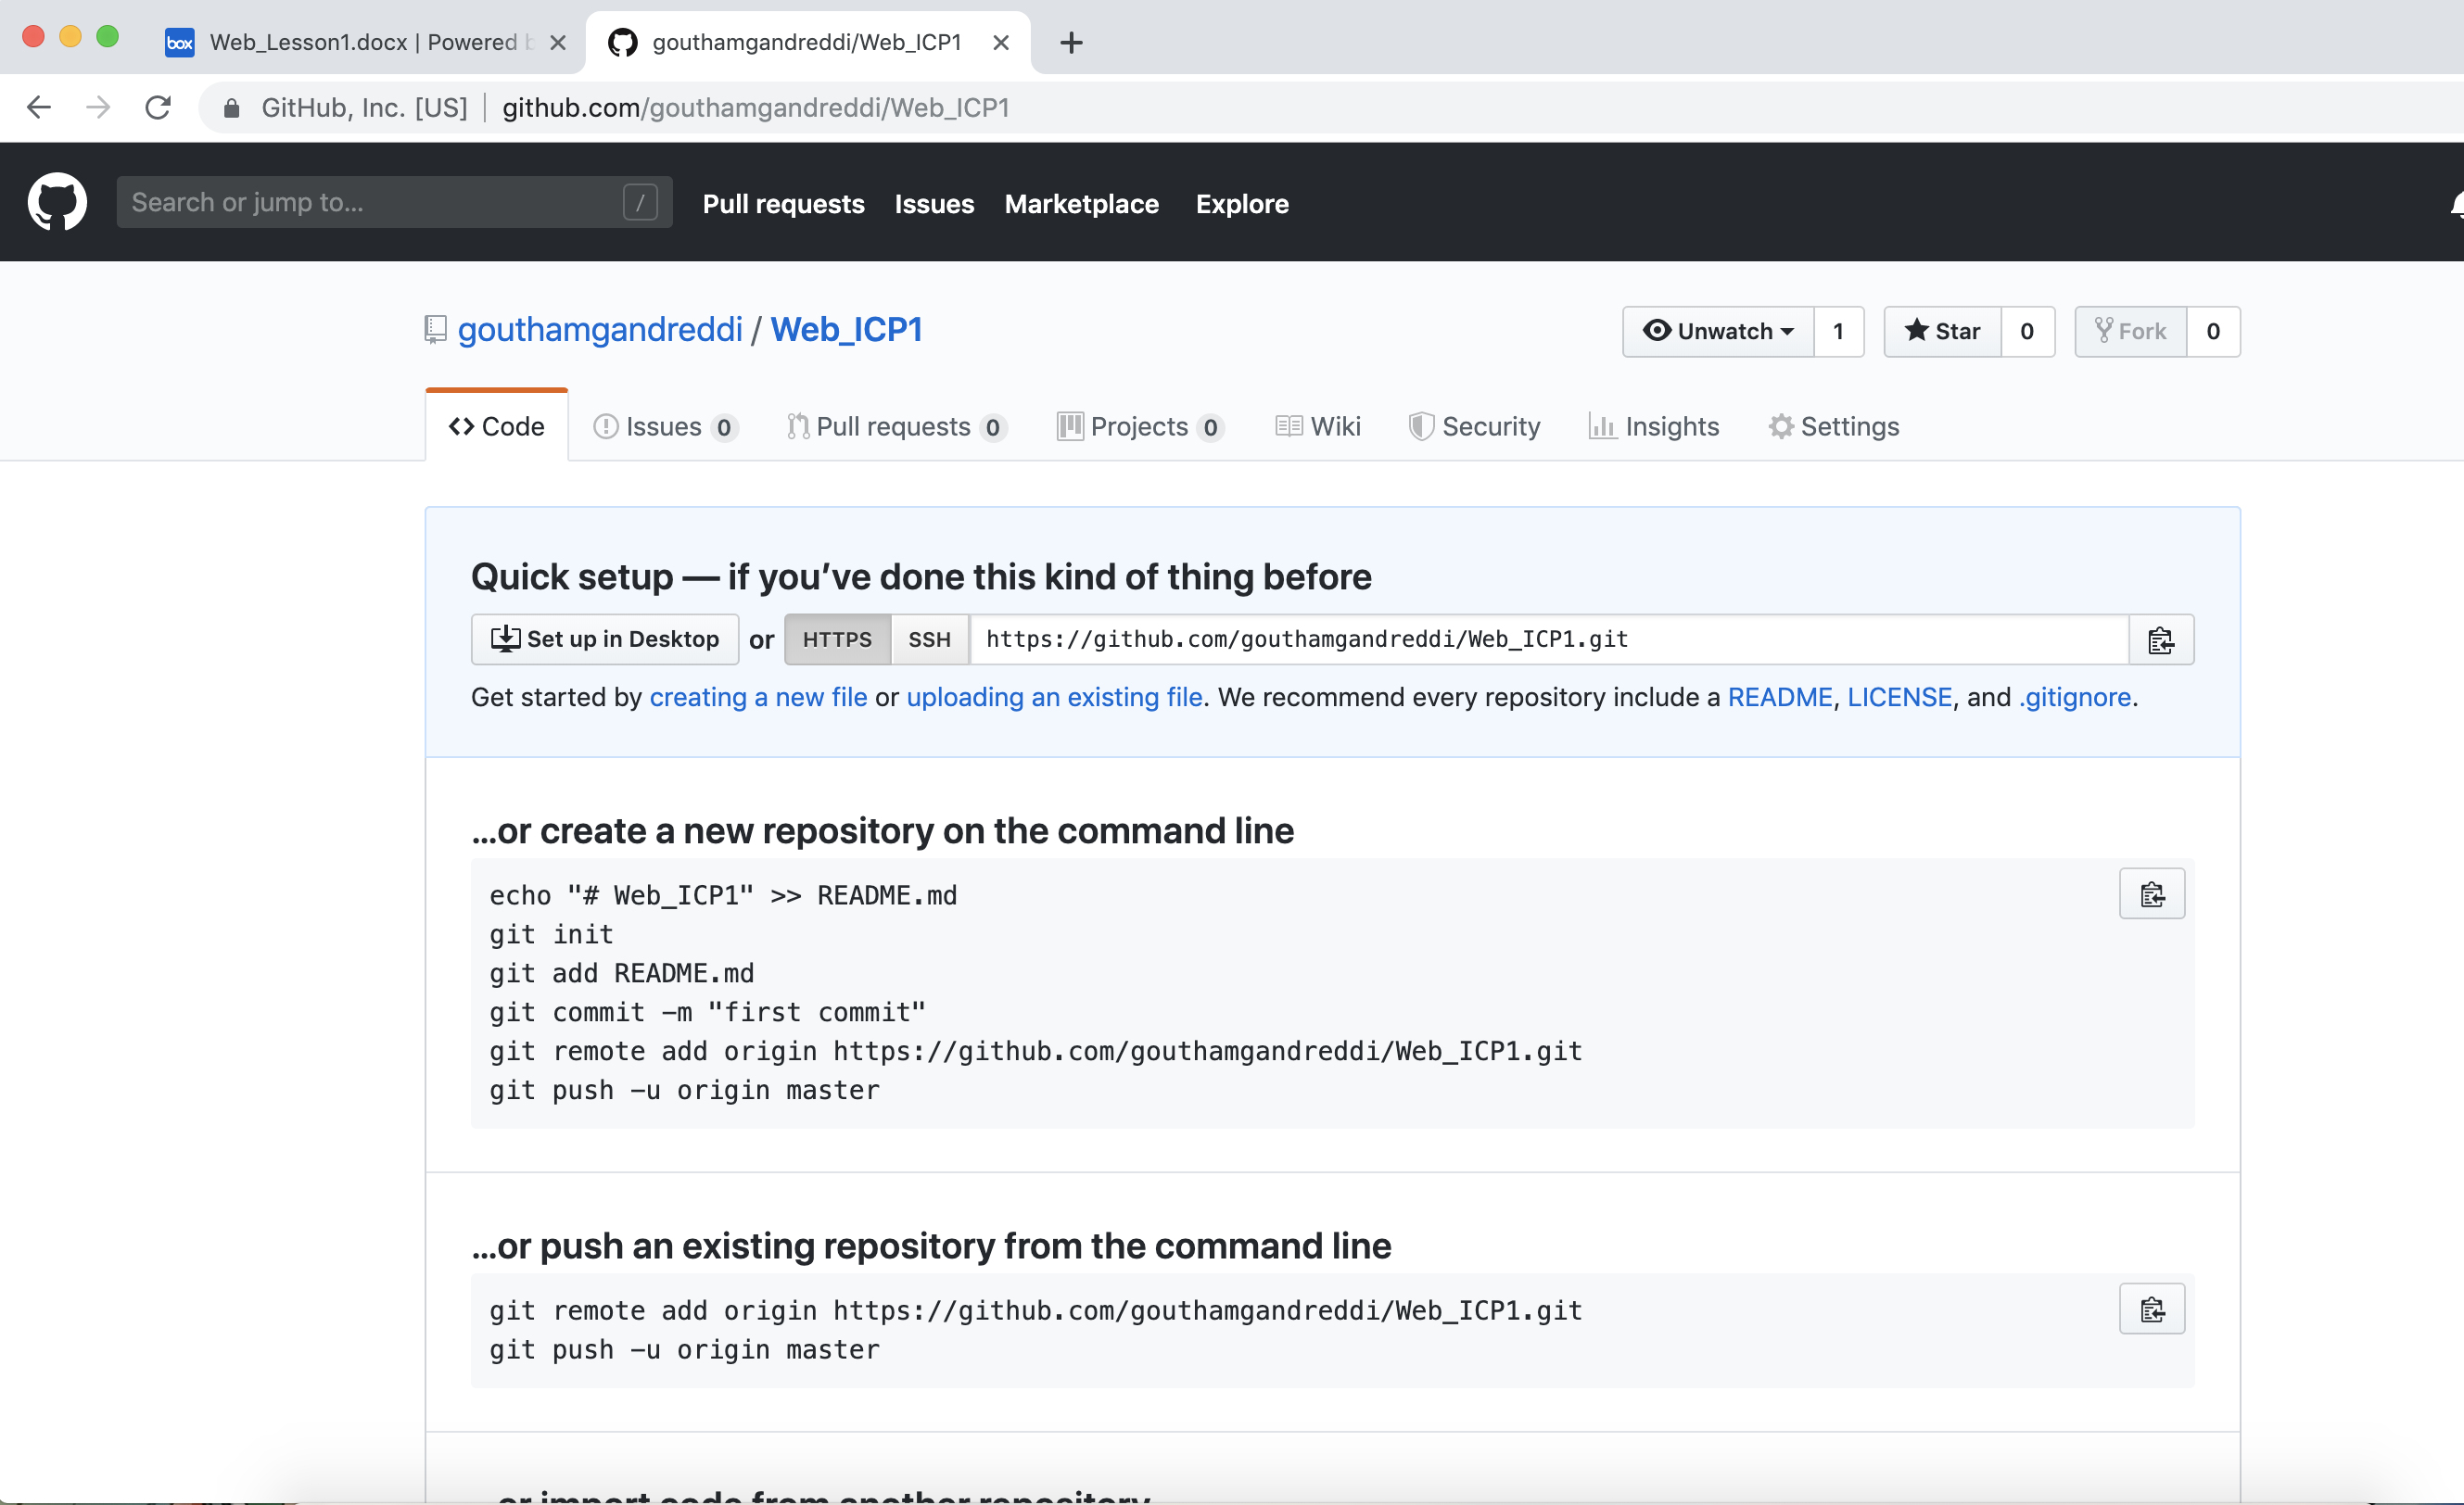 box Web_Lesson1.docx | Powered b
gouthamgandreddi/Web_ICP1
GitHub, Inc. [US] github.com/gouthamgandreddi/Web_ICP1
Search or jump to... / Pull requests Issues Marketplace Explore
gouthamgandreddi / Web_ICP1 Unwatch 1 Star 0 Fork 0
Code Issues 0 Pull requests 0 Projects 0 Wiki Security Insights Settings
Quick setup — if you’ve done this kind of thing before
Set up in Desktop or HTTPS SSH https://github.com/gouthamgandreddi/Web_ICP1.git
Get started by creating a new file or uploading an existing file. We recommend every repository include a README, LICENSE, and .gitignore.
…or create a new repository on the command line
echo "# Web_ICP1" >> README.md
git init
git add README.md
git commit -m "first commit"
git remote add origin https://github.com/gouthamgandreddi/Web_ICP1.git
git push -u origin master
…or push an existing repository from the command line
git remote add origin https://github.com/gouthamgandreddi/Web_ICP1.git
git push -u origin master
…or import code from another repository